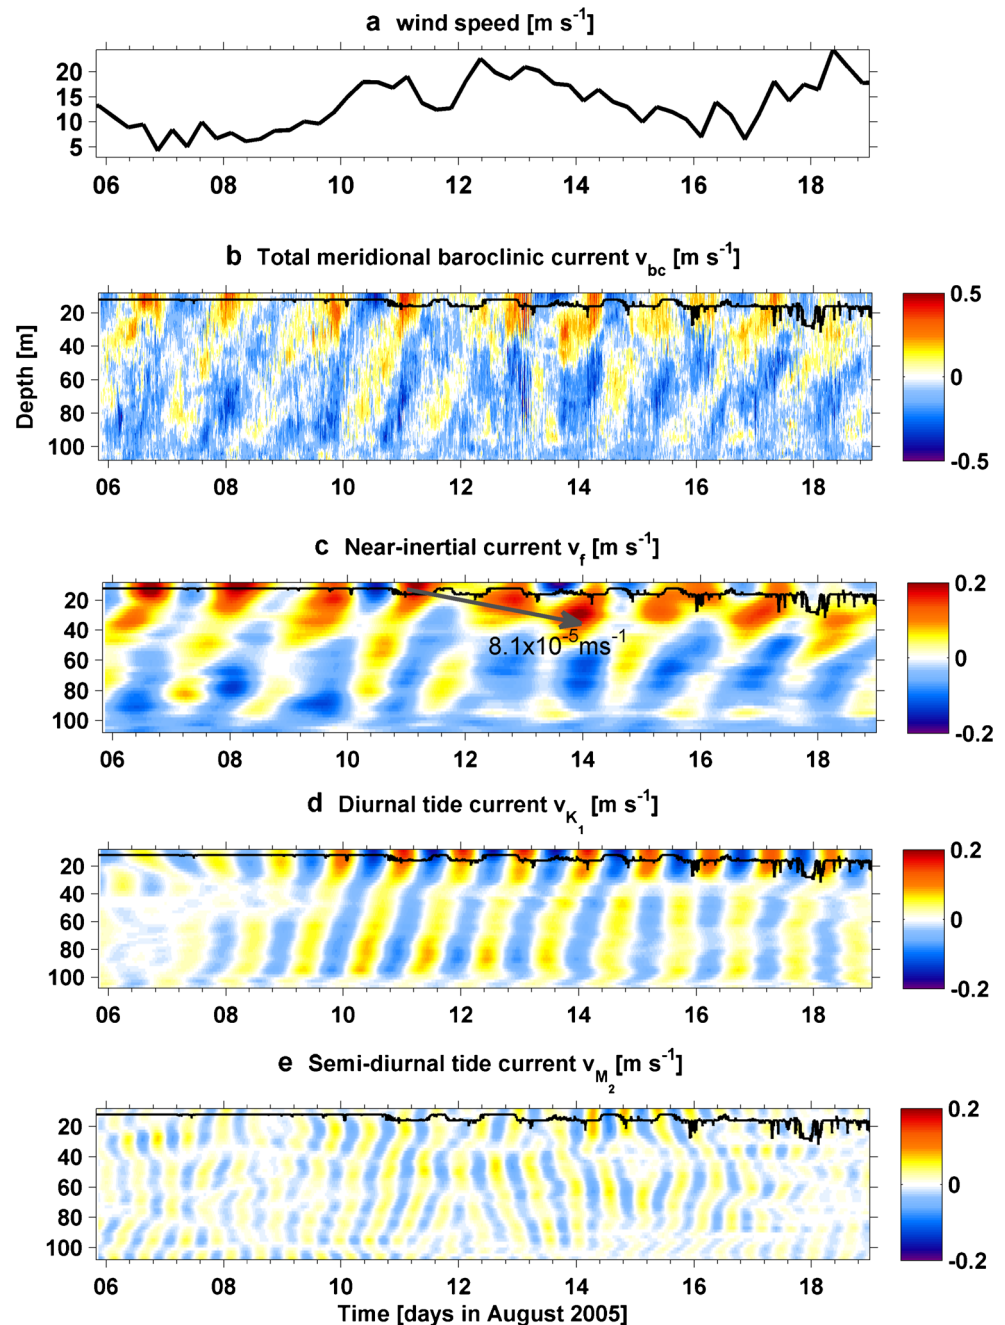 a wind speed [m s⁻¹]
20
15
10
5
06 08 10 12 14 16 18
b Total meridional baroclinic current v_bc [m s⁻¹]
Depth [m]
20
40
60
80
100
0.5
0
-0.5
06 08 10 12 14 16 18
c Near-inertial current v_f [m s⁻¹]
20
40
60
80
100
8.1x10⁻⁵ms⁻¹
0.2
0
-0.2
06 08 10 12 14 16 18
d Diurnal tide current v_K₁ [m s⁻¹]
20
40
60
80
100
0.2
0
-0.2
06 08 10 12 14 16 18
e Semi-diurnal tide current v_M₂ [m s⁻¹]
20
40
60
80
100
0.2
0
-0.2
06 08 10 12 14 16 18
Time [days in August 2005]